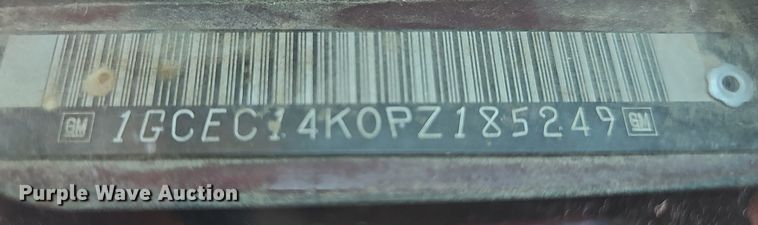 GM 1GCEC14K0PZ185249 GM
Purple Wave Auction